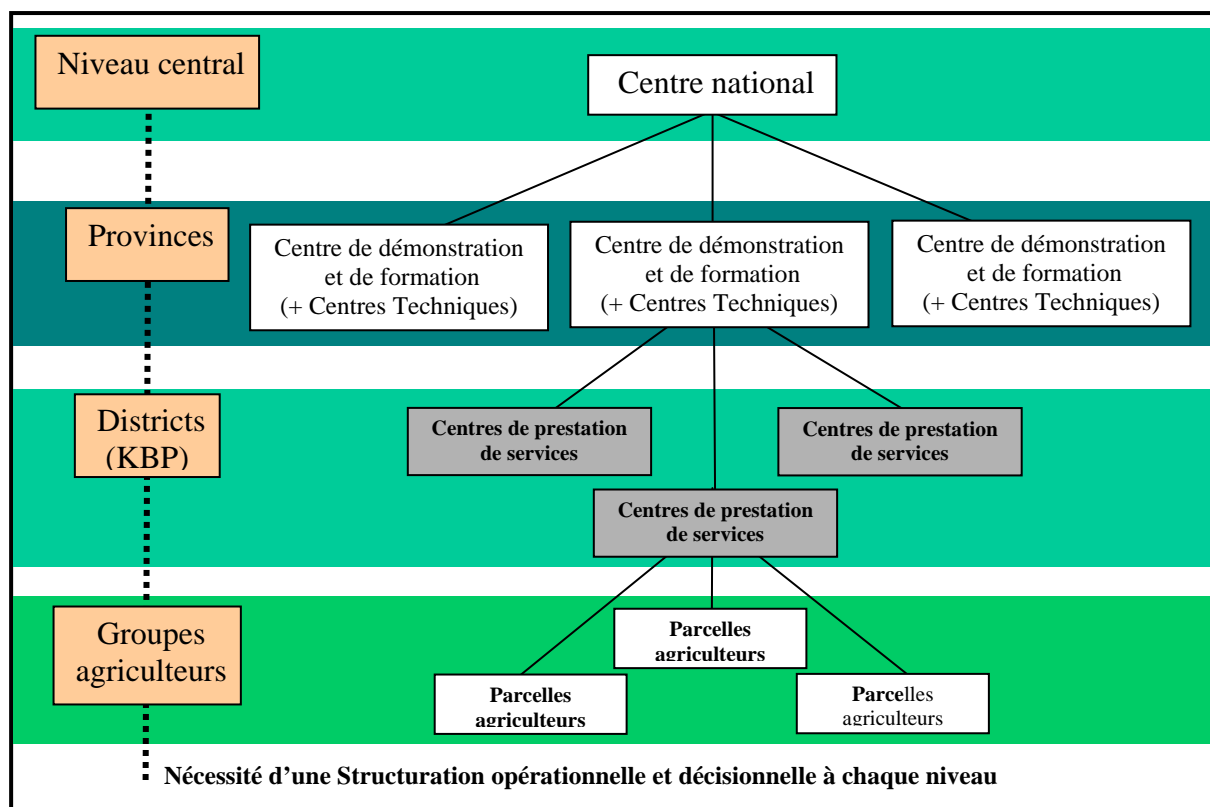 Niveau central
Centre national
Provinces
Centre de démonstration
et de formation
(+ Centres Techniques)
Centre de démonstration
et de formation
(+ Centres Techniques)
Centre de démonstration
et de formation
(+ Centres Techniques)
Districts
(KBP)
Centres de prestation
de services
Centres de prestation
de services
Centres de prestation
de services
Groupes
agriculteurs
Parcelles
agriculteurs
Parcelles
agriculteurs
Parcelles
agriculteurs
Nécessité d'une Structuration opérationnelle et décisionnelle à chaque niveau